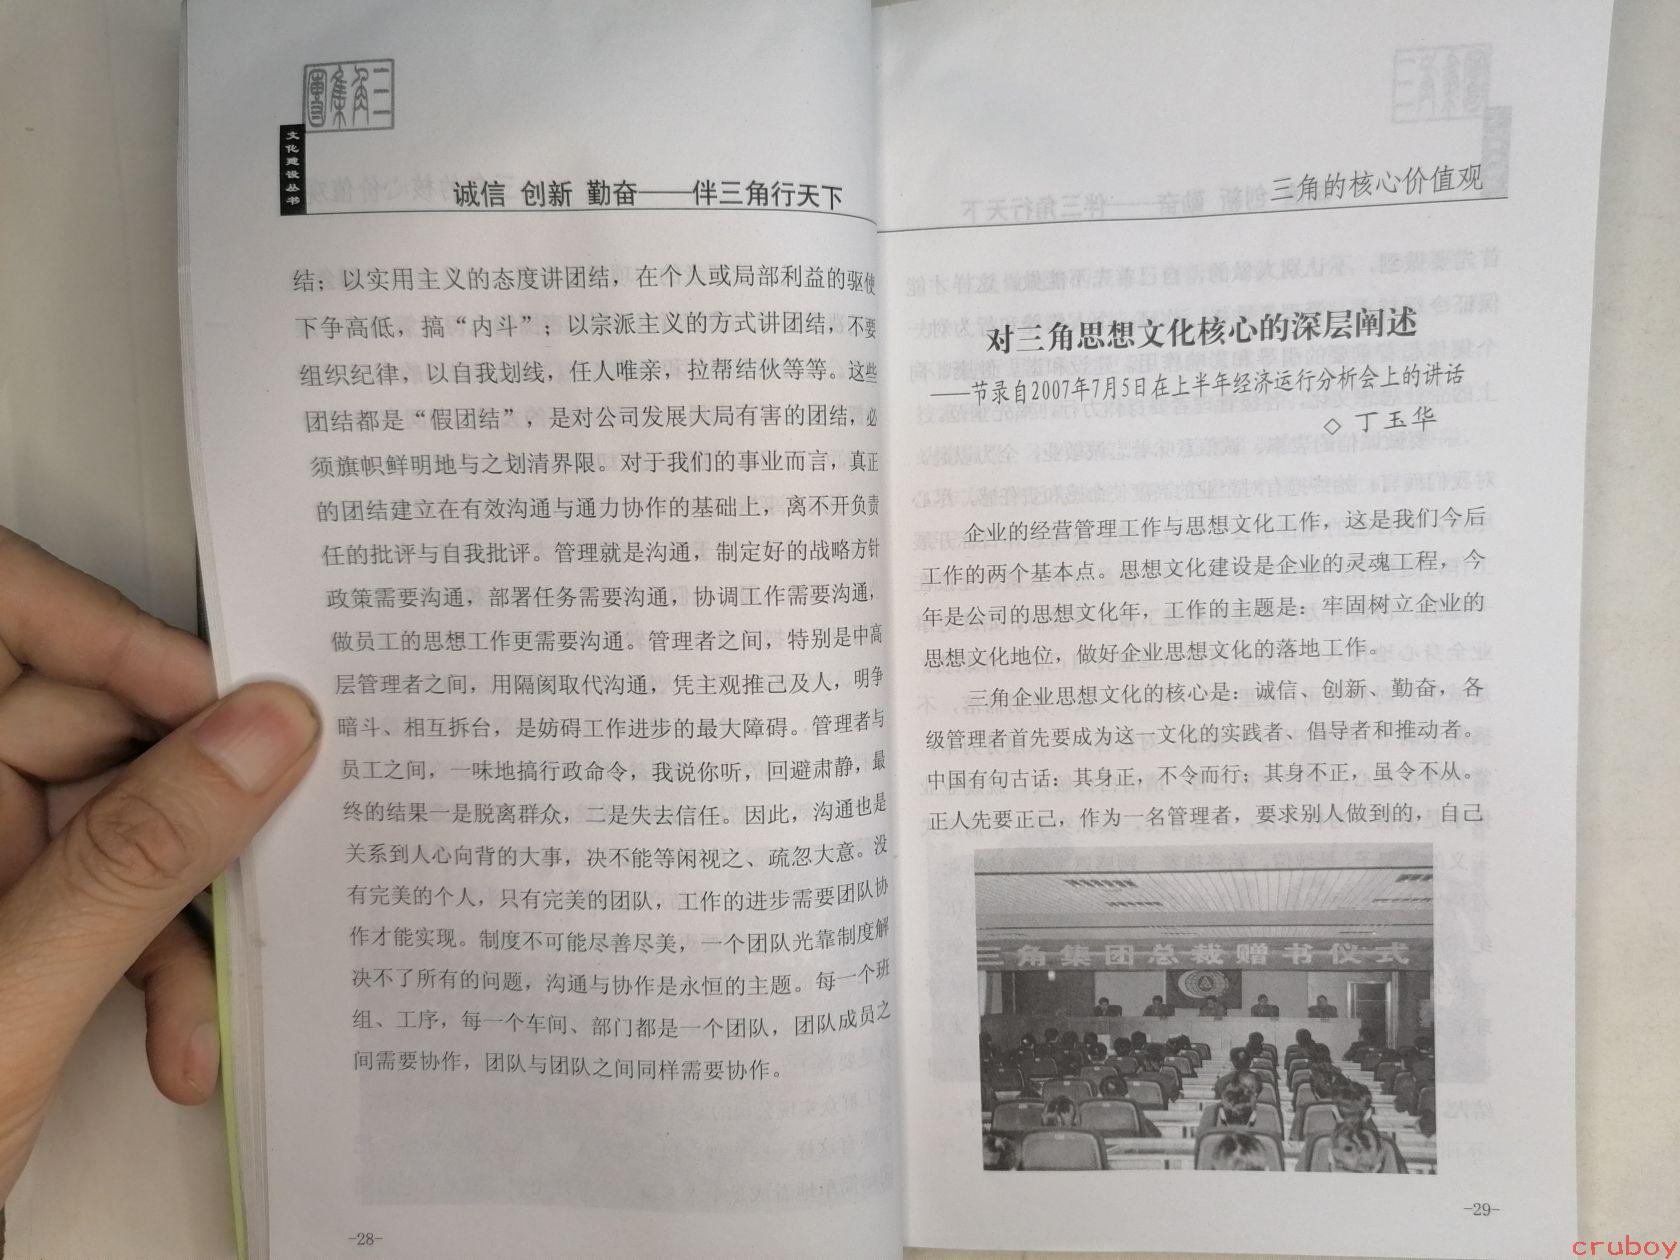 三角集團
文化建设丛书
诚信 创新 勤奋——伴三角行天下
结；以实用主义的态度讲团结，在个人或局部利益的驱使
下争高低，搞“内斗”；以宗派主义的方式讲团结，不要
组织纪律，以自我划线，任人唯亲，拉帮结伙等等。这些
团结都是“假团结”，是对公司发展大局有害的团结，必
须旗帜鲜明地与之划清界限。对于我们的事业而言，真正
的团结建立在有效沟通与通力协作的基础上，离不开负责
任的批评与自我批评。管理就是沟通，制定好的战略方针
政策需要沟通，部署任务需要沟通，协调工作需要沟通，
做员工的思想工作更需要沟通。管理者之间，特别是中高
层管理者之间，用隔阂取代沟通，凭主观推己及人，明争
暗斗、相互拆台，是妨碍工作进步的最大障碍。管理者与
员工之间，一味地搞行政命令，我说你听，回避肃静，最
终的结果一是脱离群众，二是失去信任。因此，沟通也是
关系到人心向背的大事，决不能等闲视之、疏忽大意。没
有完美的个人，只有完美的团队，工作的进步需要团队协
作才能实现。制度不可能尽善尽美，一个团队光靠制度解
决不了所有的问题，沟通与协作是永恒的主题。每一个班
组、工序，每一个车间、部门都是一个团队，团队成员之
间需要协作，团队与团队之间同样需要协作。
-28-
三角的核心价值观
对三角思想文化核心的深层阐述
——节录自2007年7月5日在上半年经济运行分析会上的讲话
◇ 丁玉华
企业的经营管理工作与思想文化工作，这是我们今后
工作的两个基本点。思想文化建设是企业的灵魂工程，今
年是公司的思想文化年，工作的主题是：牢固树立企业的
思想文化地位，做好企业思想文化的落地工作。
三角企业思想文化的核心是：诚信、创新、勤奋，各
级管理者首先要成为这一文化的实践者、倡导者和推动者。
中国有句古话：其身正，不令而行；其身不正，虽令不从。
正人先要正己，作为一名管理者，要求别人做到的，自己
三角集团总裁赠书仪式
-29-
cruboy